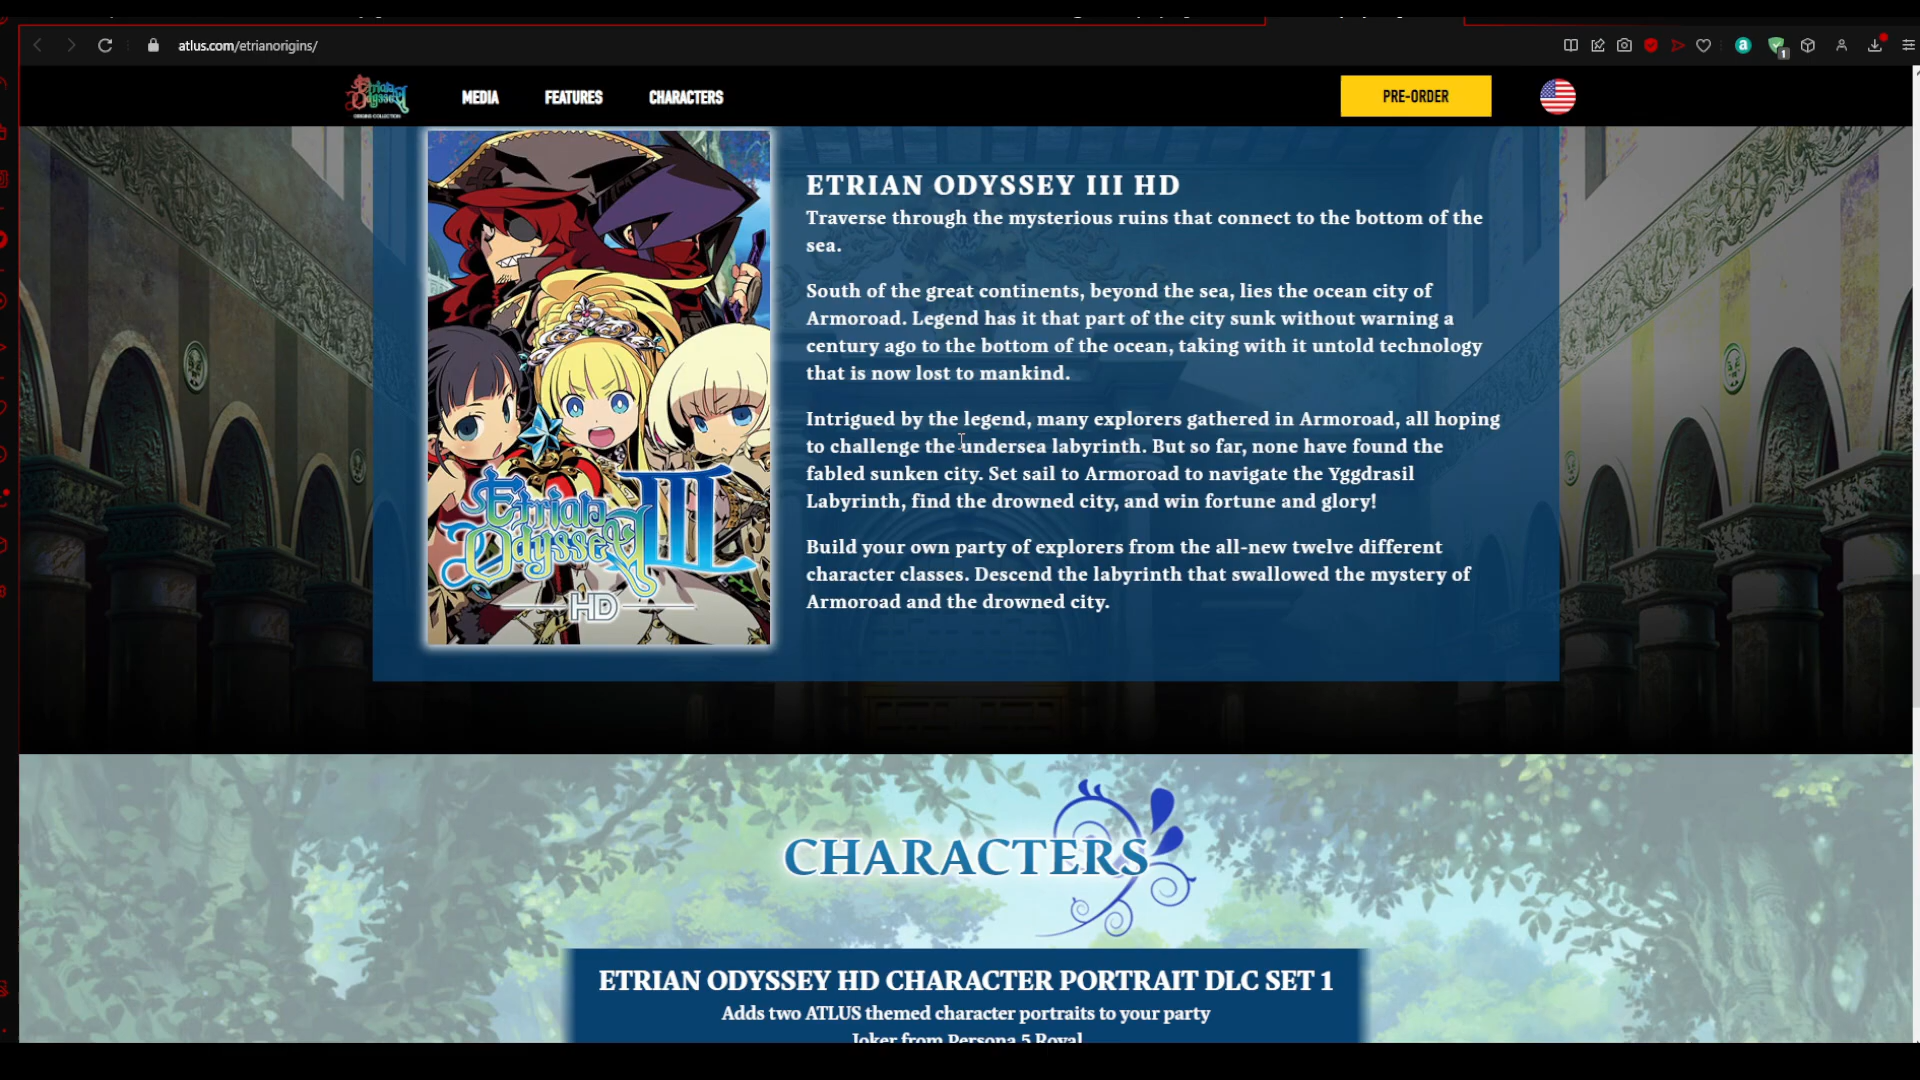 atlus.com/etrianorigins/
Etrian
Odyssey
ORIGINS COLLECTION
MEDIA
FEATURES
CHARACTERS
PRE-ORDER
a
1
Etrian
Odyssey III
HD
ETRIAN ODYSSEY III HD
Traverse through the mysterious ruins that connect to the bottom of the
sea.
South of the great continents, beyond the sea, lies the ocean city of
Armoroad. Legend has it that part of the city sunk without warning a
century ago to the bottom of the ocean, taking with it untold technology
that is now lost to mankind.
Intrigued by the legend, many explorers gathered in Armoroad, all hoping
to challenge the undersea labyrinth. But so far, none have found the
fabled sunken city. Set sail to Armoroad to navigate the Yggdrasil
Labyrinth, find the drowned city, and win fortune and glory!
Build your own party of explorers from the all-new twelve different
character classes. Descend the labyrinth that swallowed the mystery of
Armoroad and the drowned city.
CHARACTERS
ETRIAN ODYSSEY HD CHARACTER PORTRAIT DLC SET 1
Adds two ATLUS themed character portraits to your party
Joker from Persona 5 Royal